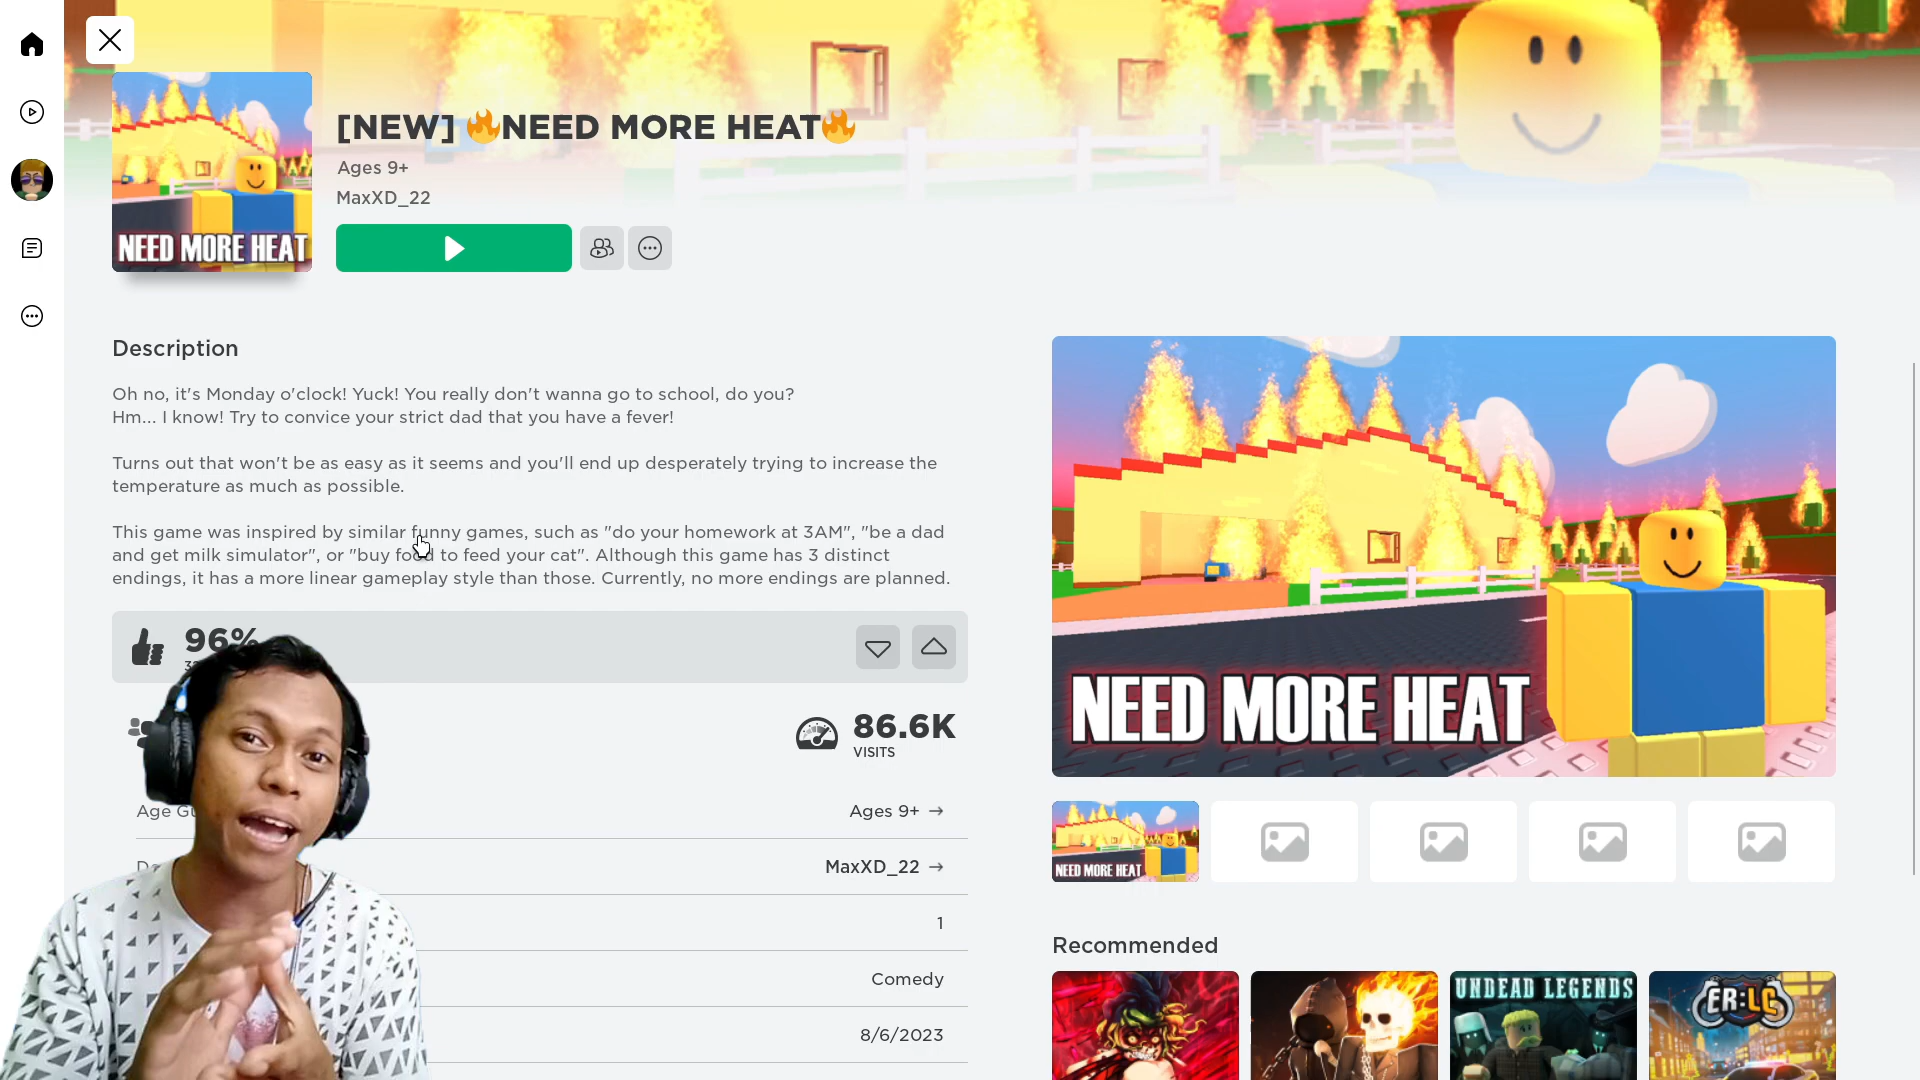 [NEW] 🔥NEED MORE HEAT🔥
Ages 9+
MaxXD_22
NEED MORE HEAT
Description
Oh no, it's Monday o'clock! Yuck! You really don't wanna go to school, do you?
Hm... I know! Try to convice your strict dad that you have a fever!
Turns out that won't be as easy as it seems and you'll end up desperately trying to increase the
temperature as much as possible.
This game was inspired by similar funny games, such as "do your homework at 3AM", "be a dad
and get milk simulator", or "buy food to feed your cat". Although this game has 3 distinct
endings, it has a more linear gameplay style than those. Currently, no more endings are planned.
96%
86.6K
VISITS
Age
Ages 9+ →
MaxXD_22 →
1
Comedy
8/6/2023
NEED MORE HEAT
NEED MORE HEAT
Recommended
UNDEAD LEGENDS
ER:LC